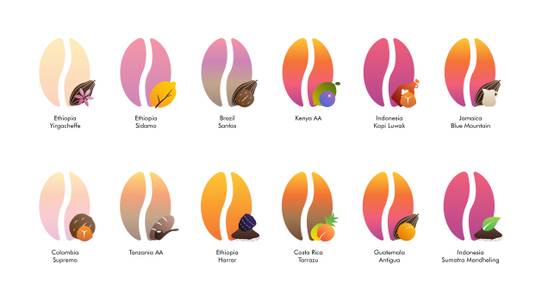 Ethiopia
Yirgacheffe
Ethiopia
Sidamo
Brazil
Santos
Kenya AA
Indonesia
Kopi Luwak
Jamaica
Blue Mountain
Colombia
Supremo
Tanzania AA
Ethiopia
Harrar
Costa Rica
Tarrazu
Guatemala
Antigua
Indonesia
Sumatra Mandheling